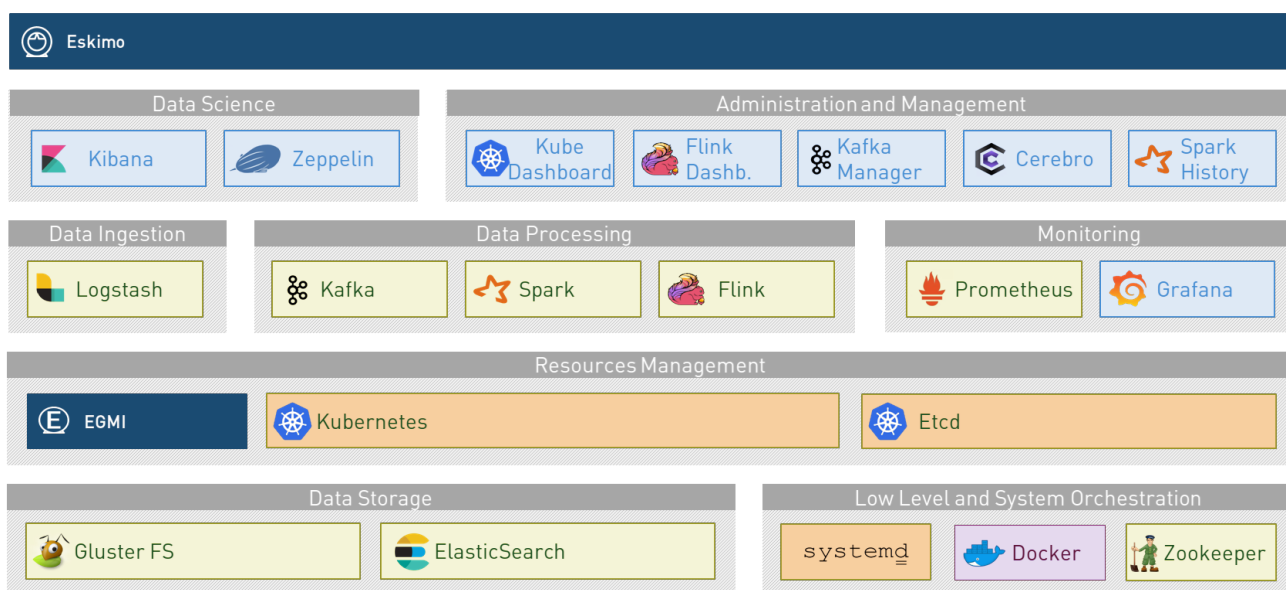 Eskimo
Data Science
Administration and Management
Kibana
Zeppelin
Kube
Dashboard
Flink
Dashb.
Kafka
Manager
Cerebro
Spark
History
Data Ingestion
Data Processing
Monitoring
Logstash
Kafka
Spark
Flink
Prometheus
Grafana
Resources Management
E
EGMI
Kubernetes
Etcd
Data Storage
Low Level and System Orchestration
Gluster FS
ElasticSearch
systemd
Docker
Zookeeper